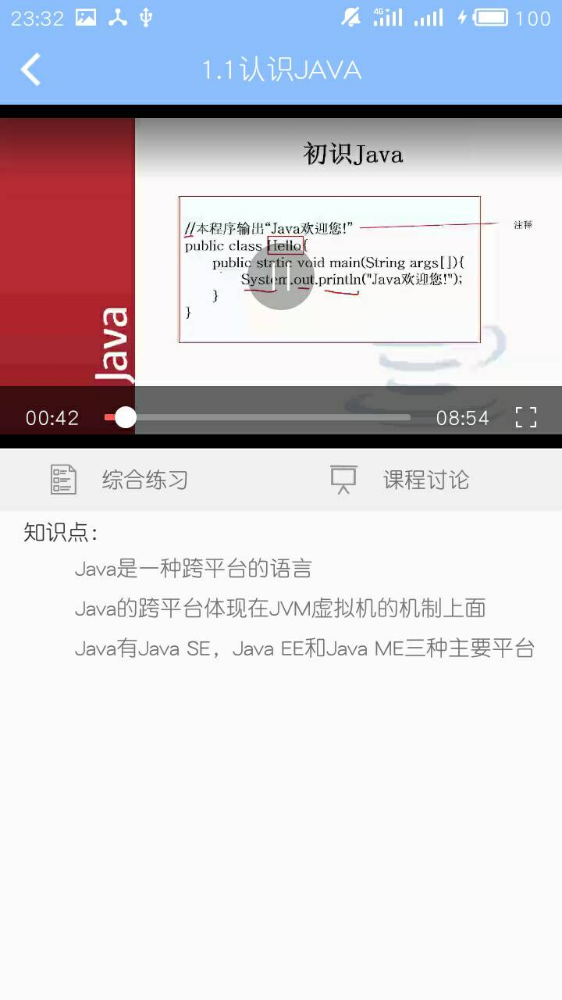 23:32
4G
100
1.1认识JAVA
初识Java
//本程序输出“Java欢迎您!”
注释
public class Hello{
public static void main(String args[]){
System.out.println("Java欢迎您!");
}
}
Java
00:42
08:54
综合练习
课程讨论
知识点：
Java是一种跨平台的语言
Java的跨平台体现在JVM虚拟机的机制上面
Java有Java SE，Java EE和Java ME三种主要平台